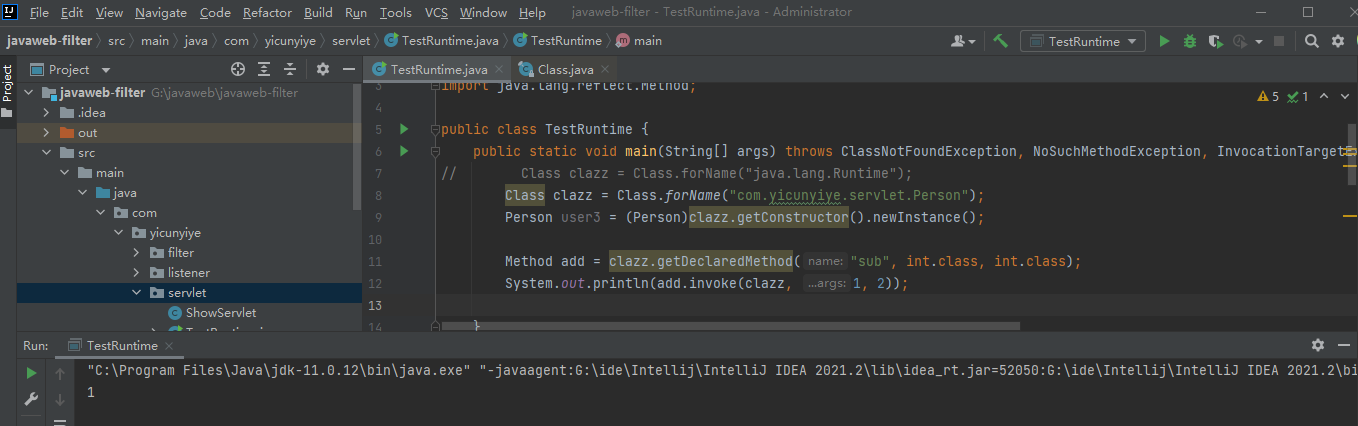 File Edit View Navigate Code Refactor Build Run Tools VCS Window Help javaweb-filter - TestRuntime.java - Administrator
javaweb-filter src main java com yicunyiye servlet TestRuntime.java TestRuntime main TestRuntime
Project
Project
TestRuntime.java Class.java
javaweb-filter G:\javaweb\javaweb-filter
.idea
out
src
main
java
com
yicunyiye
filter
listener
servlet
ShowServlet
3 import java.lang.reflect.Method;
5 1
4
5 public class TestRuntime {
6 public static void main(String[] args) throws ClassNotFoundException, NoSuchMethodException, InvocationTargetE
7 // Class clazz = Class.forName("java.lang.Runtime");
8 Class clazz = Class.forName("com.yicunyiye.servlet.Person");
9 Person user3 = (Person)clazz.getConstructor().newInstance();
10
11 Method add = clazz.getDeclaredMethod( name: "sub", int.class, int.class);
12 System.out.println(add.invoke(clazz, ...args: 1, 2));
13
14 }
Run: TestRuntime
"C:\Program Files\Java\jdk-11.0.12\bin\java.exe" "-javaagent:G:\ide\Intellij\IntelliJ IDEA 2021.2\lib\idea_rt.jar=52050:G:\ide\Intellij\IntelliJ IDEA 2021.2\bi
1